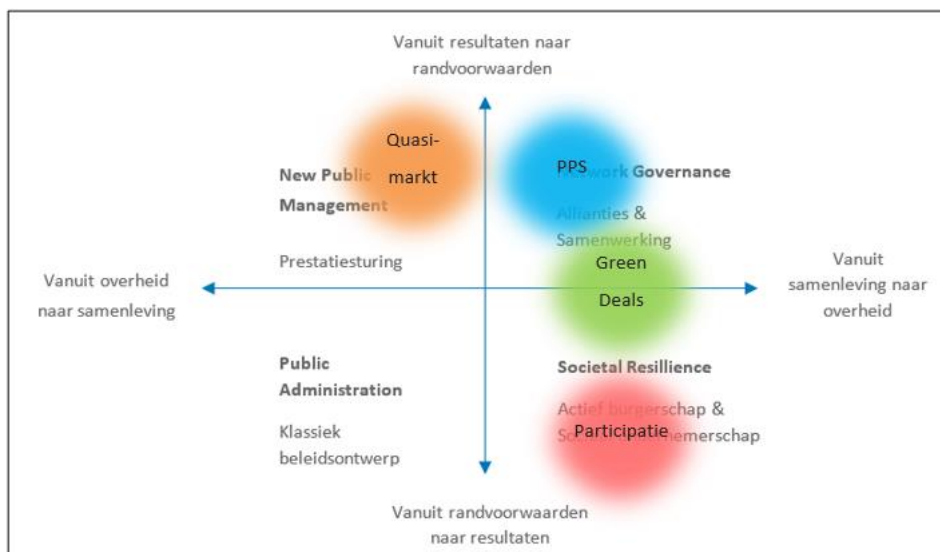 Vanuit resultaten naar
randvoorwaarden
Quasi-
markt
New Public
Management
Prestatiesturing
PPS
Governance
Allianties &
Samenwerking
Green
Deals
Vanuit overheid
naar samenleving
Vanuit
samenleving naar
overheid
Public
Administration
Klassiek
beleidsontwerp
Societal Resillience
Actief burgerschap &
Participatie
Vanuit randvoorwaarden
naar resultaten